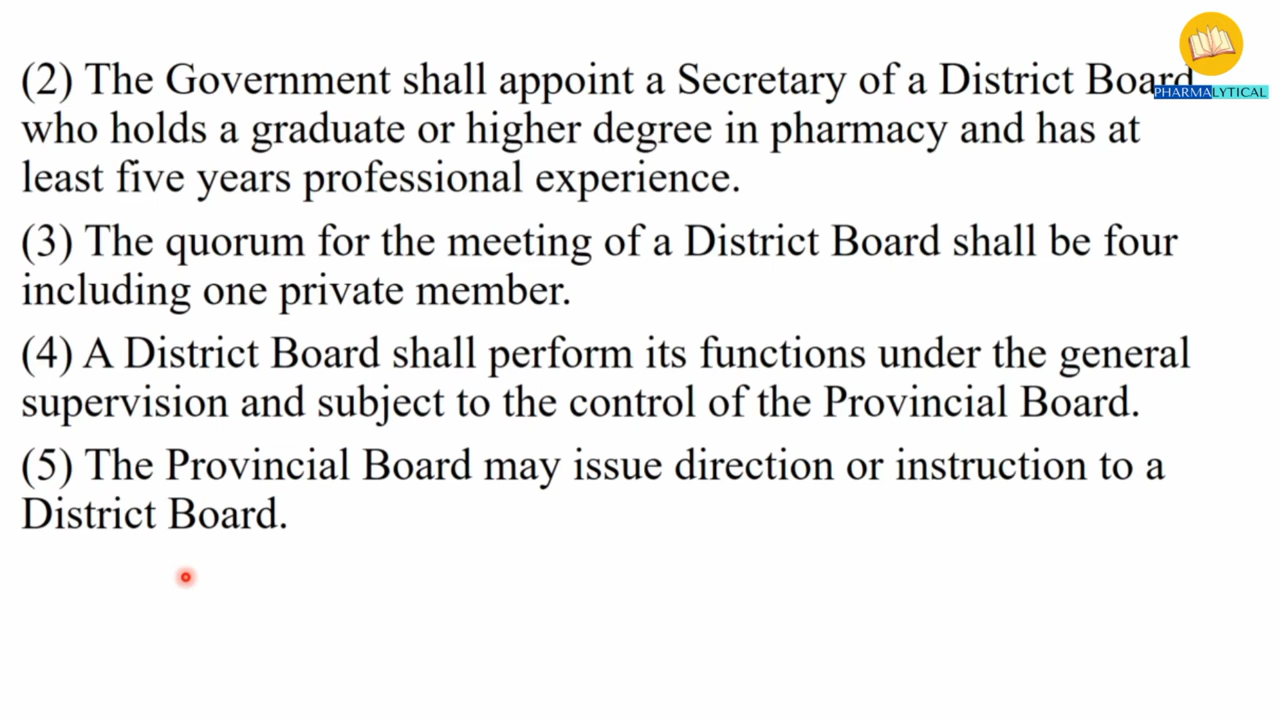 (2) The Government shall appoint a Secretary of a District Board
who holds a graduate or higher degree in pharmacy and has at
least five years professional experience.
(3) The quorum for the meeting of a District Board shall be four
including one private member.
(4) A District Board shall perform its functions under the general
supervision and subject to the control of the Provincial Board.
(5) The Provincial Board may issue direction or instruction to a
District Board.
PHARMALYTICAL